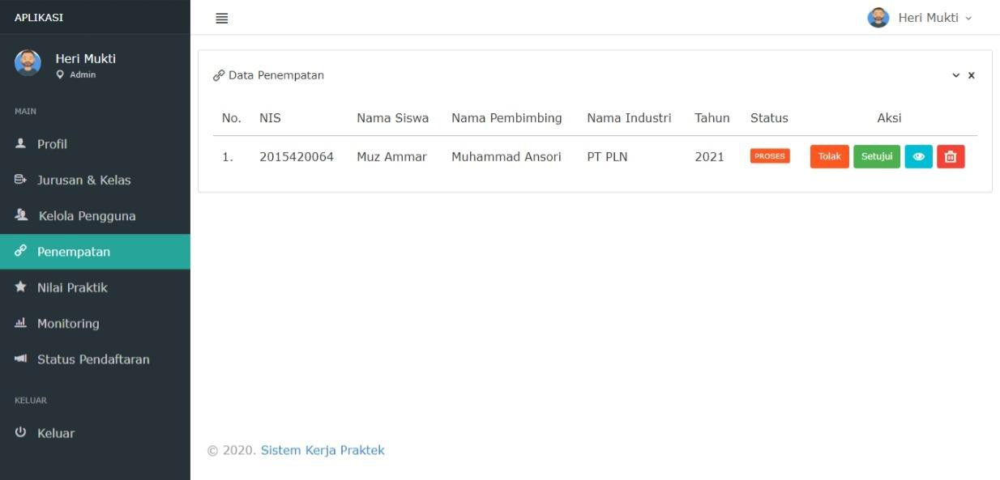 APLIKASI
Heri Mukti
Heri Mukti
Admin
MAIN
Profil
Jurusan & Kelas
Kelola Pengguna
Penempatan
Nilai Praktik
Monitoring
Status Pendaftaran
KELUAR
Keluar
Data Penempatan
No. NIS Nama Siswa Nama Pembimbing Nama Industri Tahun Status Aksi
1. 2015420064 Muz Ammar Muhammad Ansori PT PLN 2021 PROSES Tolak Setujui
© 2020. Sistem Kerja Praktek